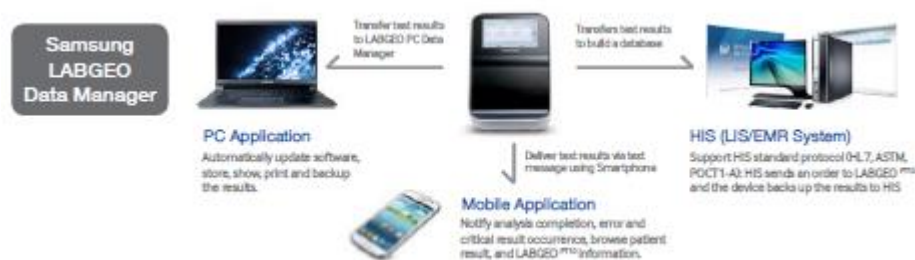 Samsung
LABGEO
Data Manager
Transfer test results
to LABGEO PC Data
Manager
Transfers test results
to build a database
PC Application
Automatically update software,
store, show, print and backup
the results.
Deliver text results via text
message using Smartphone
HIS (LIS/EMR System)
Support HIS standard protocol (HL7, ASTM,
POCT1-A): HIS sends an order to LABGEO PT10
and the device backs up the results to HIS
Mobile Application
Notify analysis completion, error and
critical result occurrence, browse patient
result, and LABGEO PT10 information.